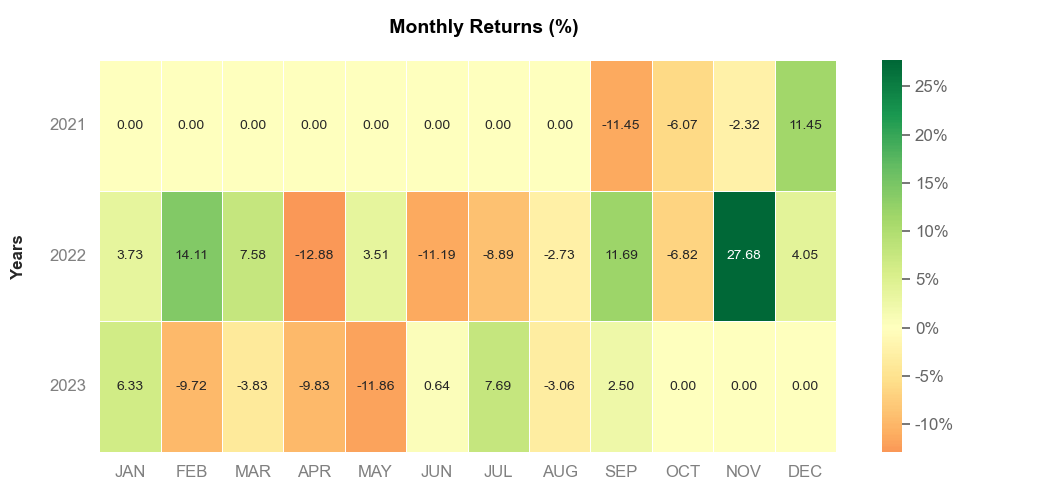 Monthly Returns (%)
Years
2021 0.00 0.00 0.00 0.00 0.00 0.00 0.00 0.00 -11.45 -6.07 -2.32 11.45
2022 3.73 14.11 7.58 -12.88 3.51 -11.19 -8.89 -2.73 11.69 -6.82 27.68 4.05
2023 6.33 -9.72 -3.83 -9.83 -11.86 0.64 7.69 -3.06 2.50 0.00 0.00 0.00
JAN FEB MAR APR MAY JUN JUL AUG SEP OCT NOV DEC
25%
20%
15%
10%
5%
0%
-5%
-10%